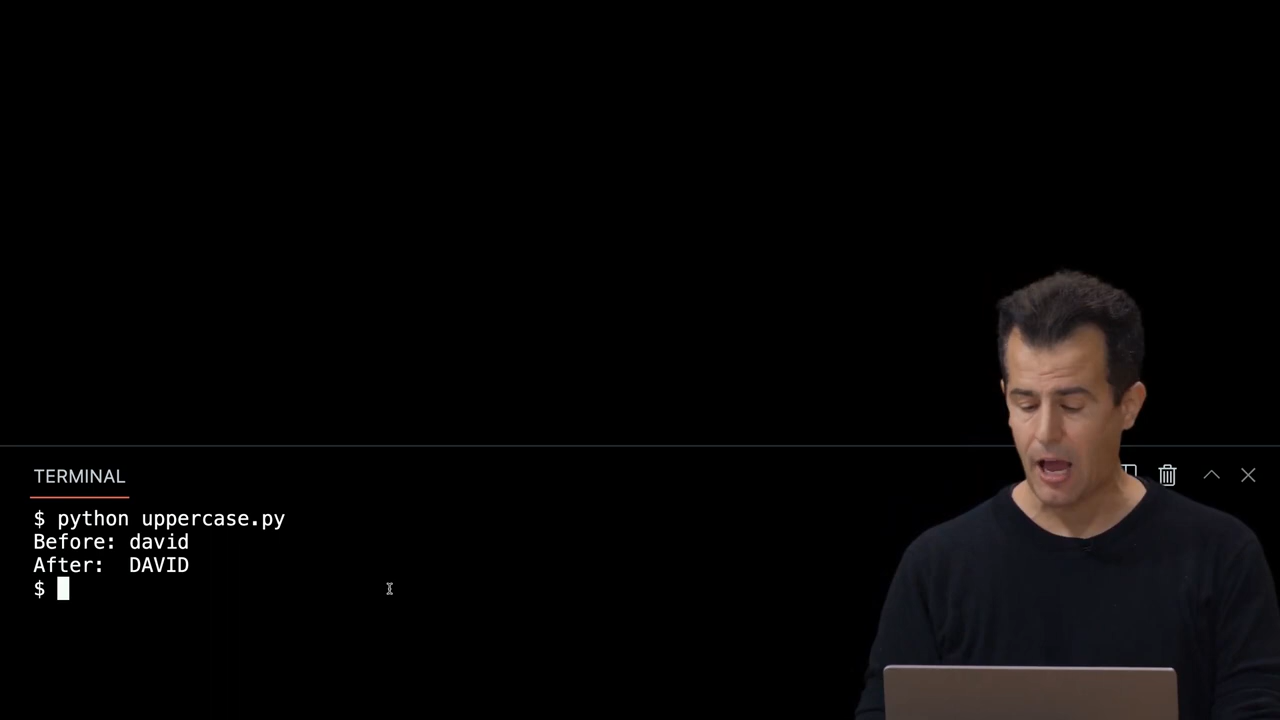 TERMINAL
$ python uppercase.py
Before: david
After:  DAVID
$